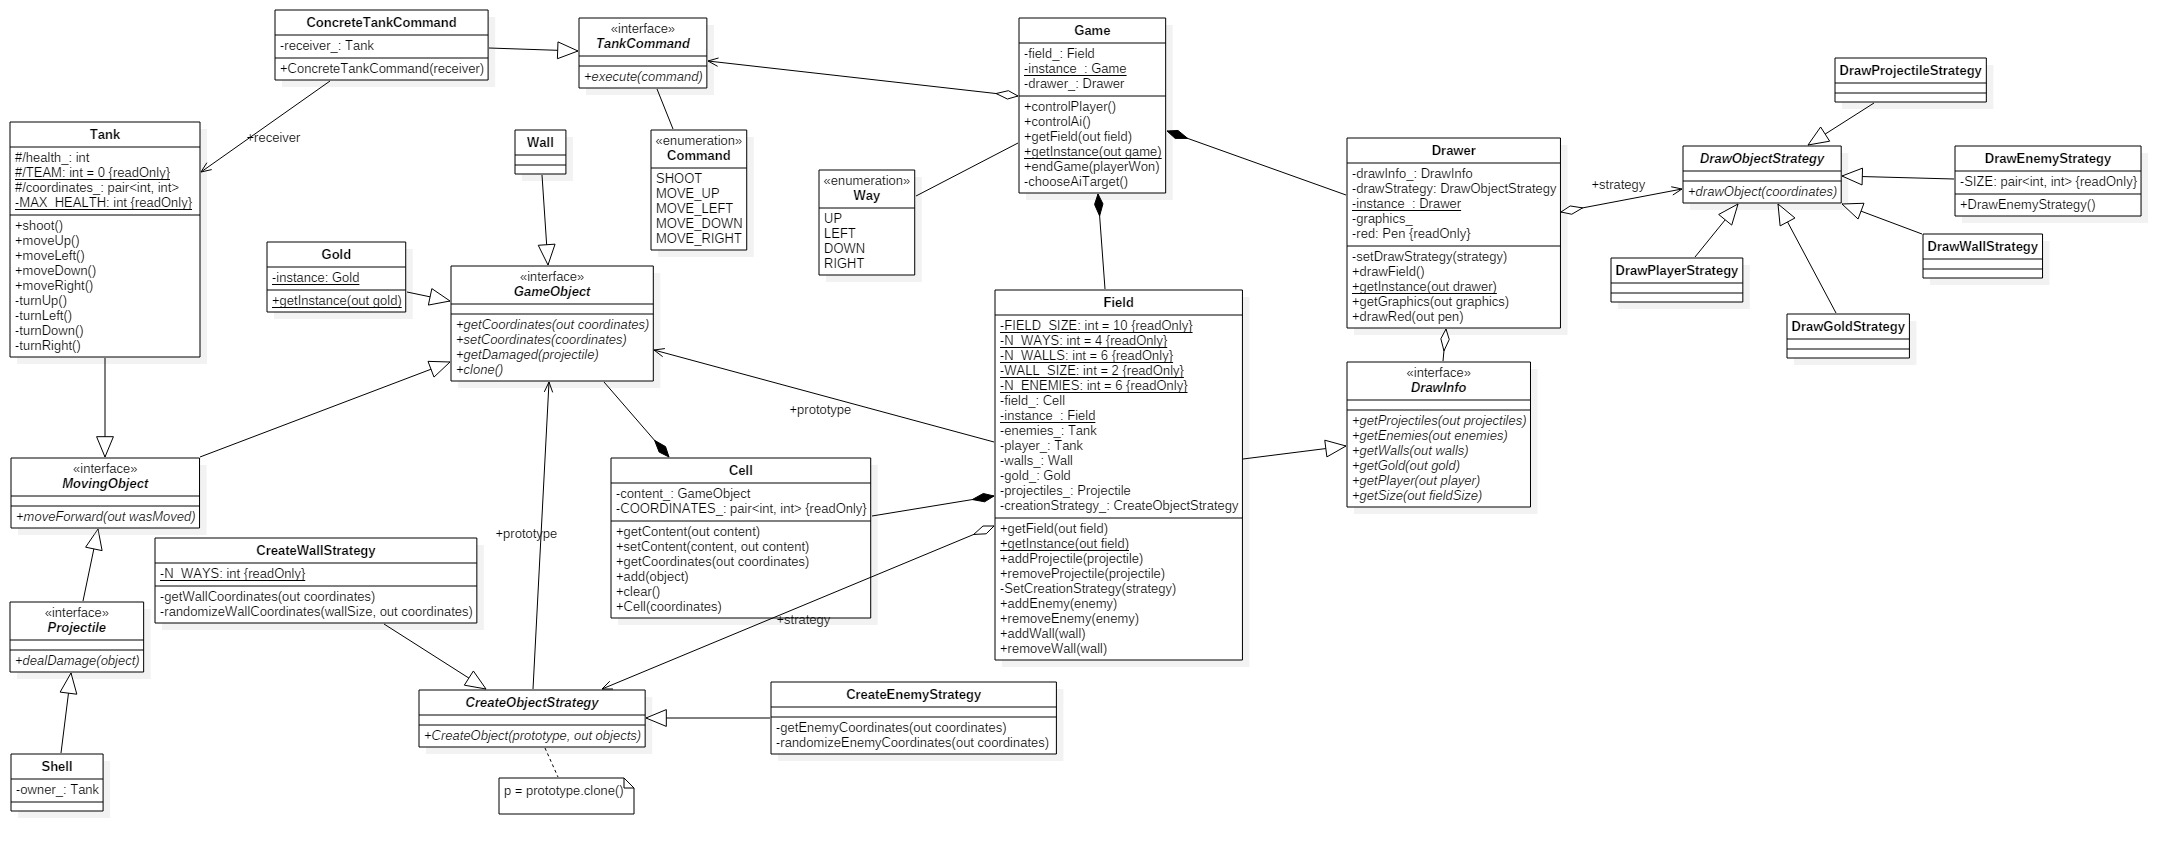 ConcreteTankCommand
-receiver_: Tank
+ConcreteTankCommand(receiver)
«interface»
TankCommand
+execute(command)
Game
-field_: Field
-instance_: Game
-drawer_: Drawer
+controlPlayer()
+controlAi()
+getField(out field)
+getInstance(out game)
+endGame(playerWon)
-chooseAiTarget()
DrawProjectileStrategy
Tank
#/health_: int
#/TEAM: int = 0 {readOnly}
#/coordinates_: pair<int, int>
-MAX_HEALTH: int {readOnly}
+shoot()
+moveUp()
+moveLeft()
+moveDown()
+moveRight()
-turnUp()
-turnLeft()
-turnDown()
-turnRight()
+receiver
Wall
«enumeration»
Command
SHOOT
MOVE_UP
MOVE_LEFT
MOVE_DOWN
MOVE_RIGHT
«enumeration»
Way
UP
LEFT
DOWN
RIGHT
Drawer
-drawInfo_: DrawInfo
-drawStrategy: DrawObjectStrategy
-instance_: Drawer
-graphics_
-red: Pen {readOnly}
-setDrawStrategy(strategy)
+drawField()
+getInstance(out drawer)
+getGraphics(out graphics)
+drawRed(out pen)
+strategy
DrawObjectStrategy
+drawObject(coordinates)
DrawEnemyStrategy
-SIZE: pair<int, int> {readOnly}
+DrawEnemyStrategy()
DrawWallStrategy
DrawPlayerStrategy
DrawGoldStrategy
Gold
-instance: Gold
+getInstance(out gold)
«interface»
GameObject
+getCoordinates(out coordinates)
+setCoordinates(coordinates)
+getDamaged(projectile)
+clone()
Field
-FIELD_SIZE: int = 10 {readOnly}
-N_WAYS: int = 4 {readOnly}
-N_WALLS: int = 6 {readOnly}
-WALL_SIZE: int = 2 {readOnly}
-N_ENEMIES: int = 6 {readOnly}
-field_: Cell
-instance_: Field
-enemies_: Tank
-player_: Tank
-walls_: Wall
-gold_: Gold
-projectiles_: Projectile
-creationStrategy_: CreateObjectStrategy
+getField(out field)
+getInstance(out field)
+addProjectile(projectile)
+removeProjectile(projectile)
-SetCreationStrategy(strategy)
+addEnemy(enemy)
+removeEnemy(enemy)
+addWall(wall)
+removeWall(wall)
«interface»
DrawInfo
+getProjectiles(out projectiles)
+getEnemies(out enemies)
+getWalls(out walls)
+getGold(out gold)
+getPlayer(out player)
+getSize(out fieldSize)
+prototype
«interface»
MovingObject
+moveForward(out wasMoved)
Cell
-content_: GameObject
-COORDINATES_: pair<int, int> {readOnly}
+getContent(out content)
+setContent(content, out content)
+getCoordinates(out coordinates)
+add(object)
+clear()
+Cell(coordinates)
+prototype
CreateWallStrategy
-N_WAYS: int {readOnly}
-getWallCoordinates(out coordinates)
-randomizeWallCoordinates(wallSize, out coordinates)
«interface»
Projectile
+dealDamage(object)
+strategy
CreateObjectStrategy
+CreateObject(prototype, out objects)
CreateEnemyStrategy
-getEnemyCoordinates(out coordinates)
-randomizeEnemyCoordinates(out coordinates)
Shell
-owner_: Tank
p = prototype.clone()